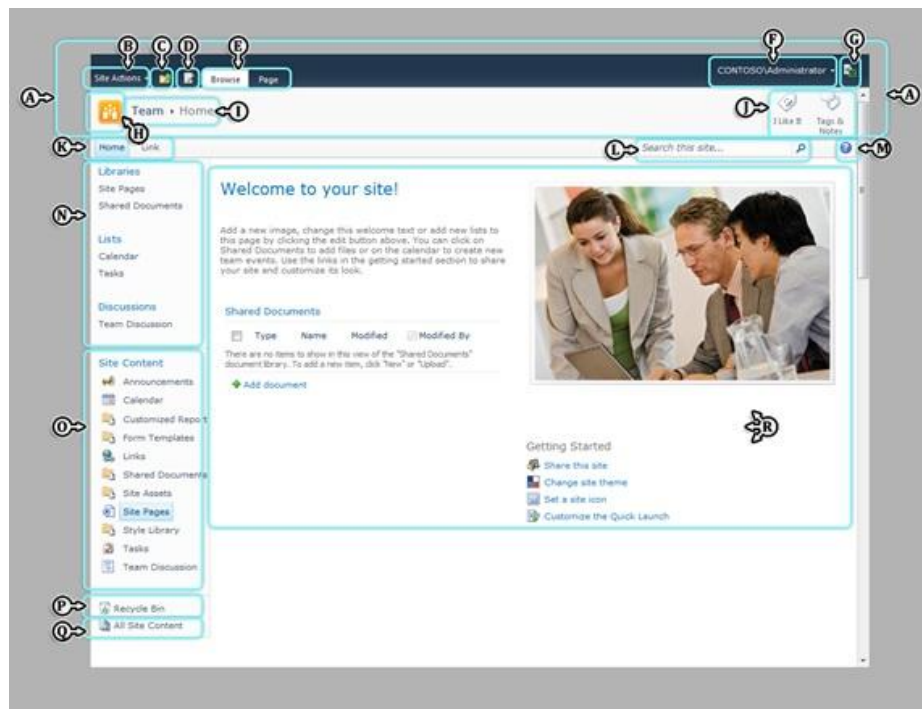 B C D E F G
Site Actions Browse Page CONTOSO\Administrator
A A
H Team Home I J I Like It Tags & Notes
K Home Link L Search this site... M
N
Libraries
Site Pages
Shared Documents
Lists
Calendar
Tasks
Discussions
Team Discussion
O
Site Content
Announcements
Calendar
Customized Report
Form Templates
Links
Shared Documents
Site Assets
Site Pages
Style Library
Tasks
Team Discussion
P Recycle Bin
Q All Site Content
Welcome to your site!
Add a new image, change this welcome text or add new lists to
this page by clicking the edit button above. You can click on
Shared Documents to add files or on the calendar to create new
team events. Use the links in the getting started section to share
your site and customize its look.
Shared Documents
Type Name Modified Modified By
There are no items to show in this view of the "Shared Documents"
document library. To add a new item, click "New" or "Upload".
Add document
R
Getting Started
Share this site
Change site theme
Set a site icon
Customize the Quick Launch